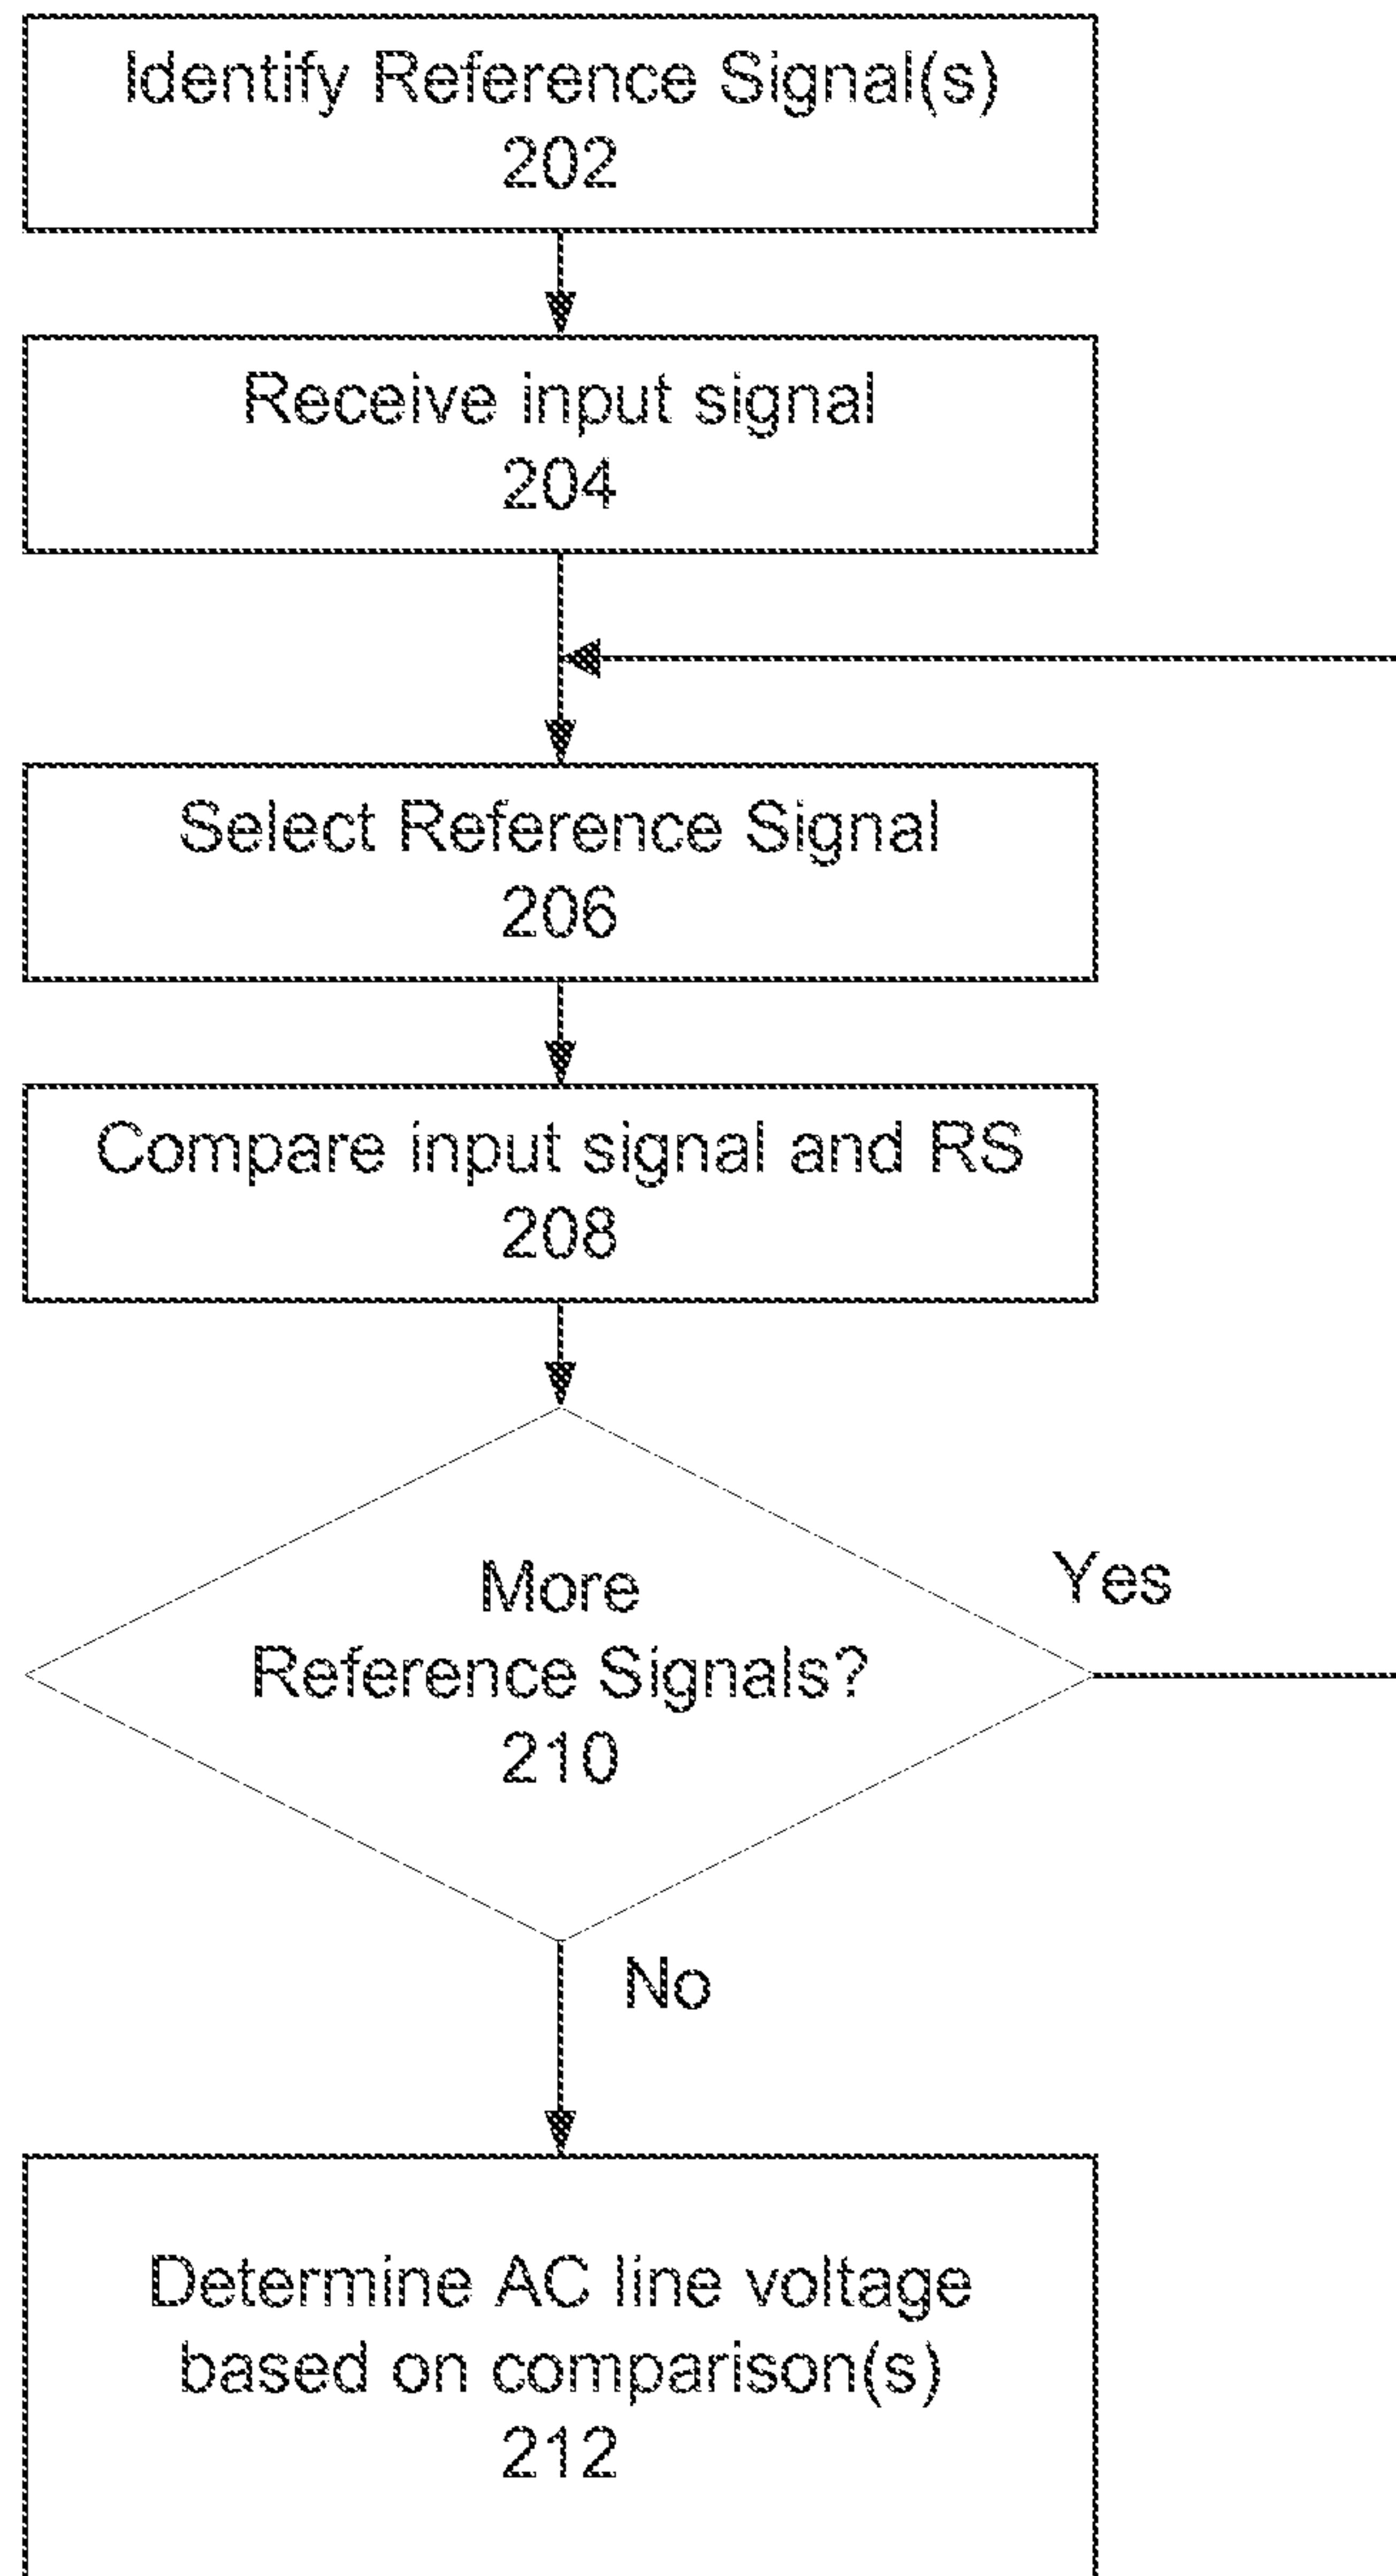 Identify Reference Signal(s)
202
Receive input signal
204
Select Reference Signal
206
Compare input signal and RS
208
More
Reference Signals?
210
Yes
No
Determine AC line voltage
based on comparison(s)
212